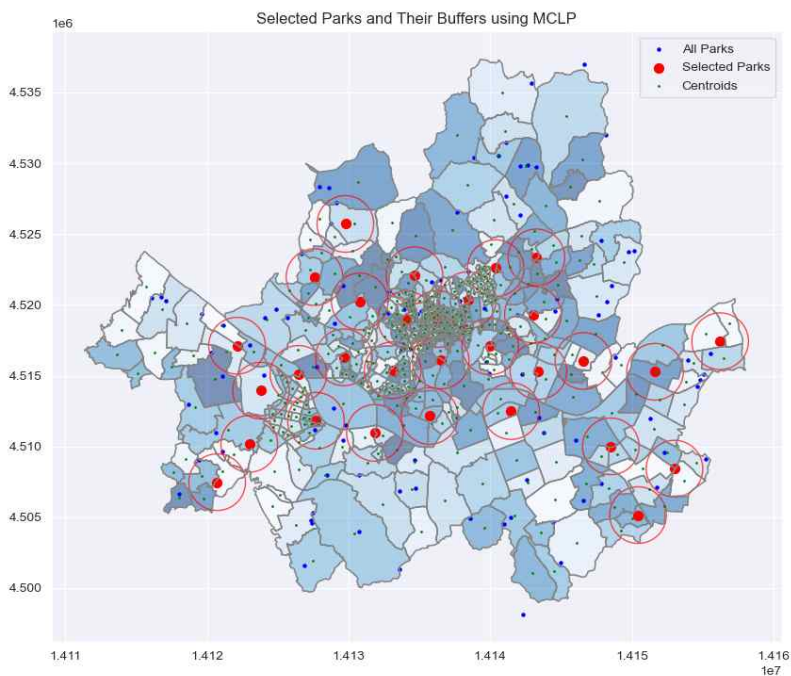 Selected Parks and Their Buffers using MCLP
1e6
All Parks
Selected Parks
Centroids
4.535
4.530
4.525
4.520
4.515
4.510
4.505
4.500
1.411 1.412 1.413 1.414 1.415 1.416
1e7